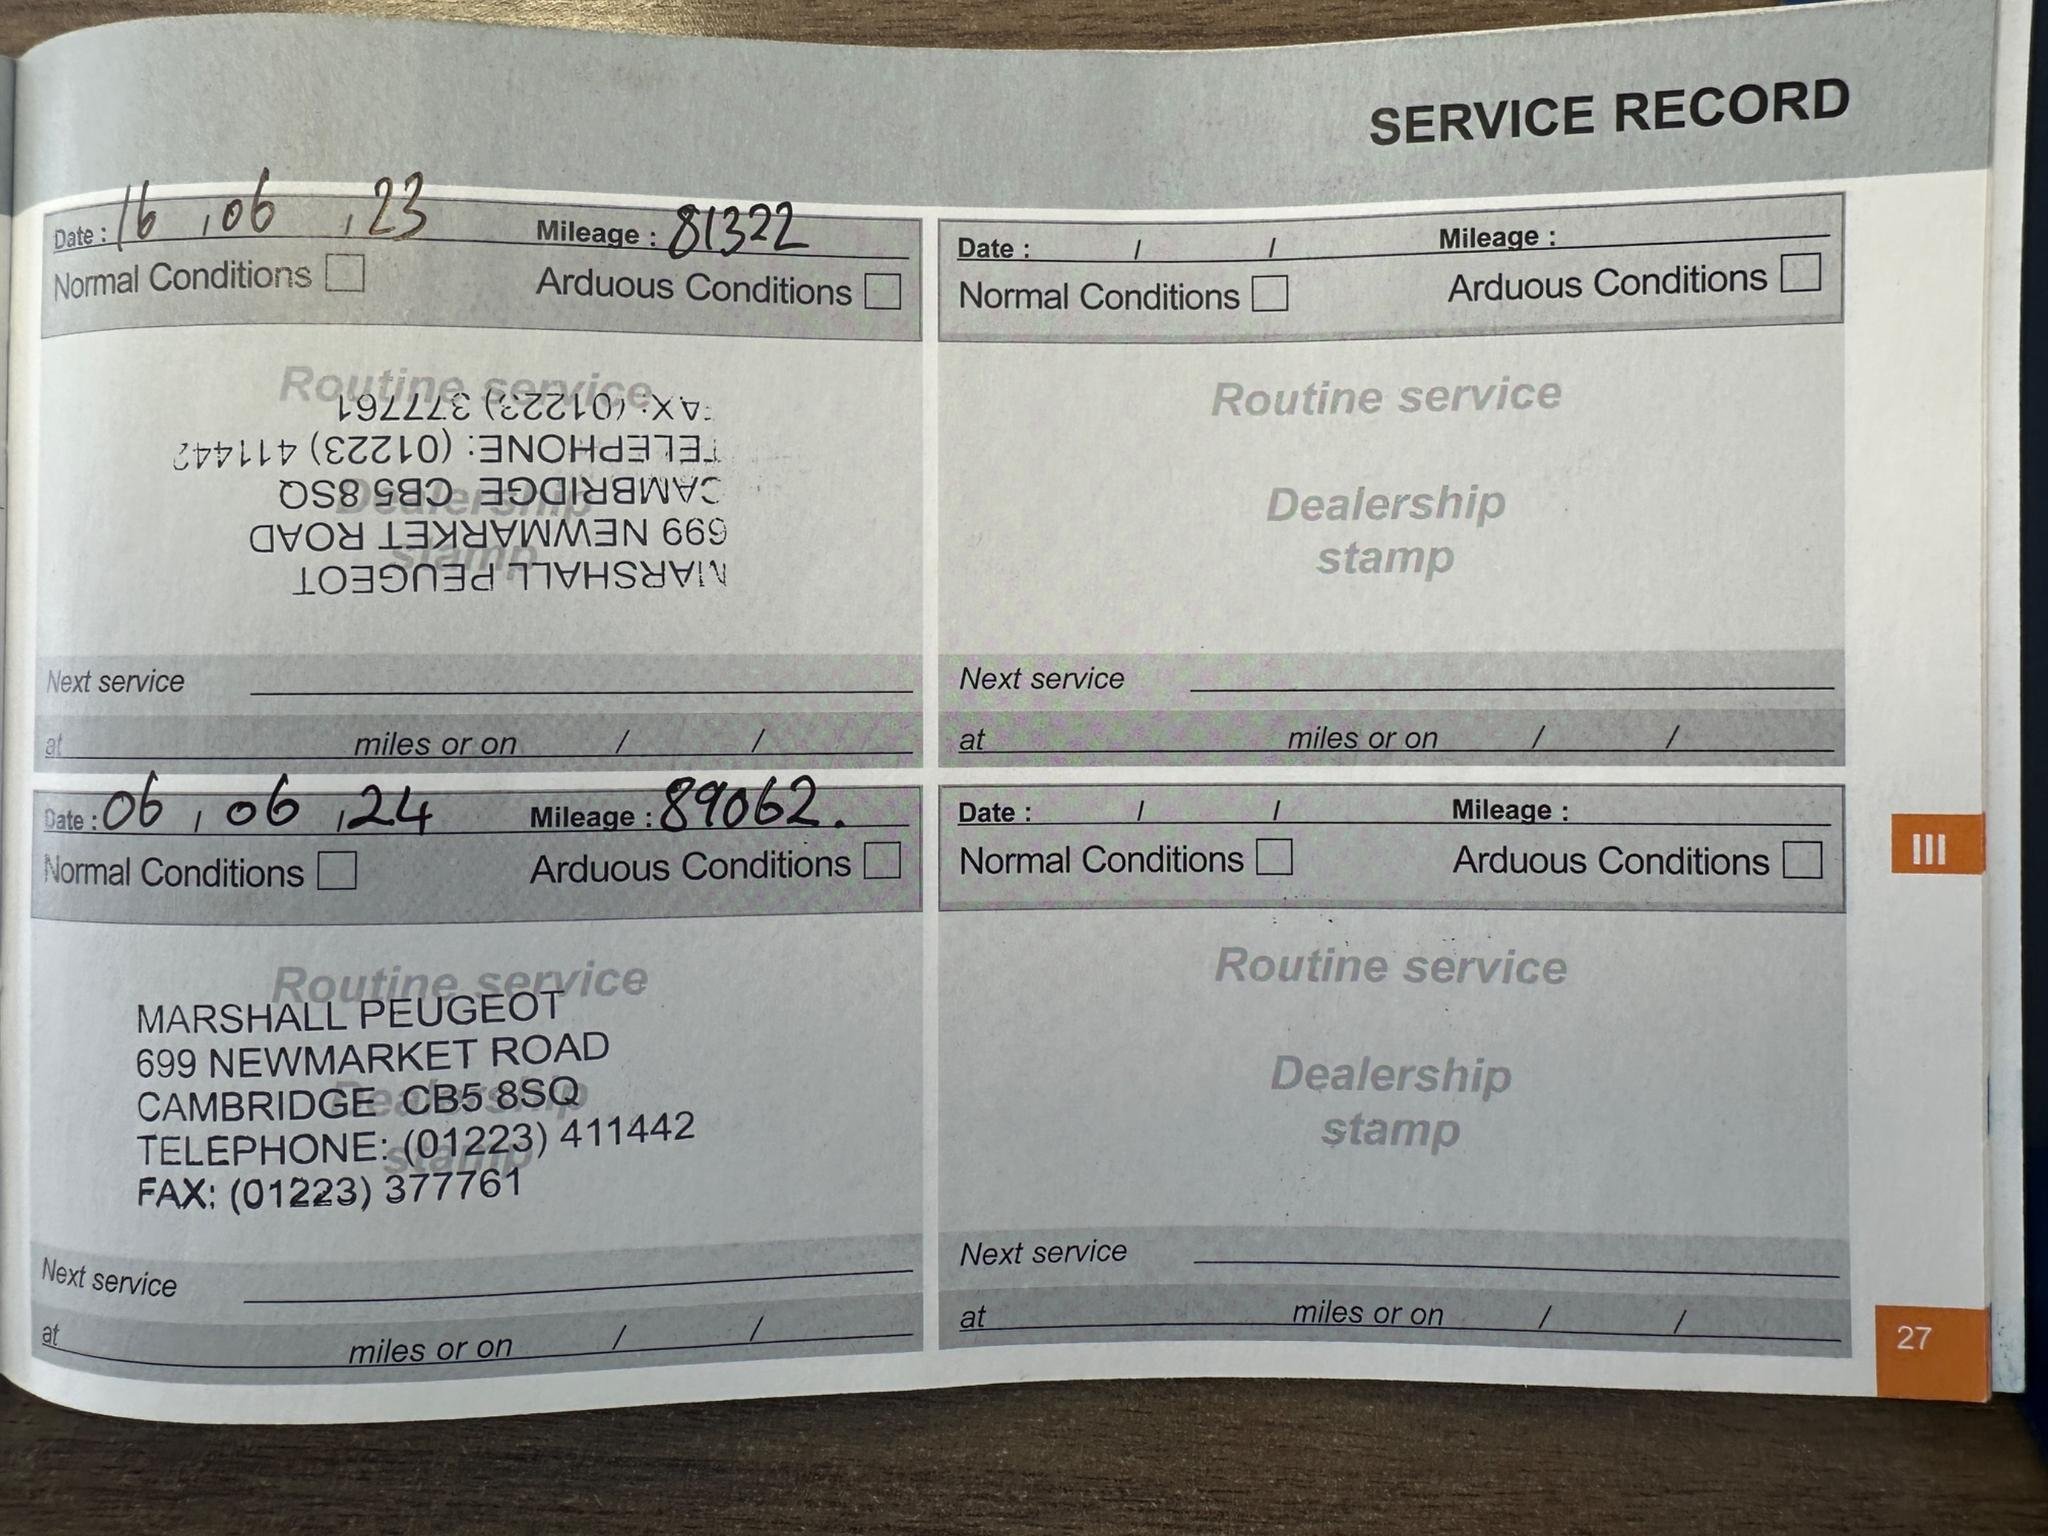 SERVICE RECORD
Date : 16 / 06 / 23 Mileage : 81322
Normal Conditions Arduous Conditions
Routine service
Dealership
stamp
MARSHALL PEUGEOT
699 NEWMARKET ROAD
CAMBRIDGE CB5 8SQ
TELEPHONE: (01223) 411442
FAX: (01223) 377761
Next service
at miles or on / /
Date : / / Mileage :
Normal Conditions Arduous Conditions
Routine service
Dealership
stamp
Next service
at miles or on / /
Date : 06 / 06 / 24 Mileage : 89062.
Normal Conditions Arduous Conditions
Routine service
Dealership
stamp
MARSHALL PEUGEOT
699 NEWMARKET ROAD
CAMBRIDGE CB5 8SQ
TELEPHONE: (01223) 411442
FAX: (01223) 377761
Next service
at miles or on / /
Date : / / Mileage :
Normal Conditions Arduous Conditions
Routine service
Dealership
stamp
Next service
at miles or on / /
III
27